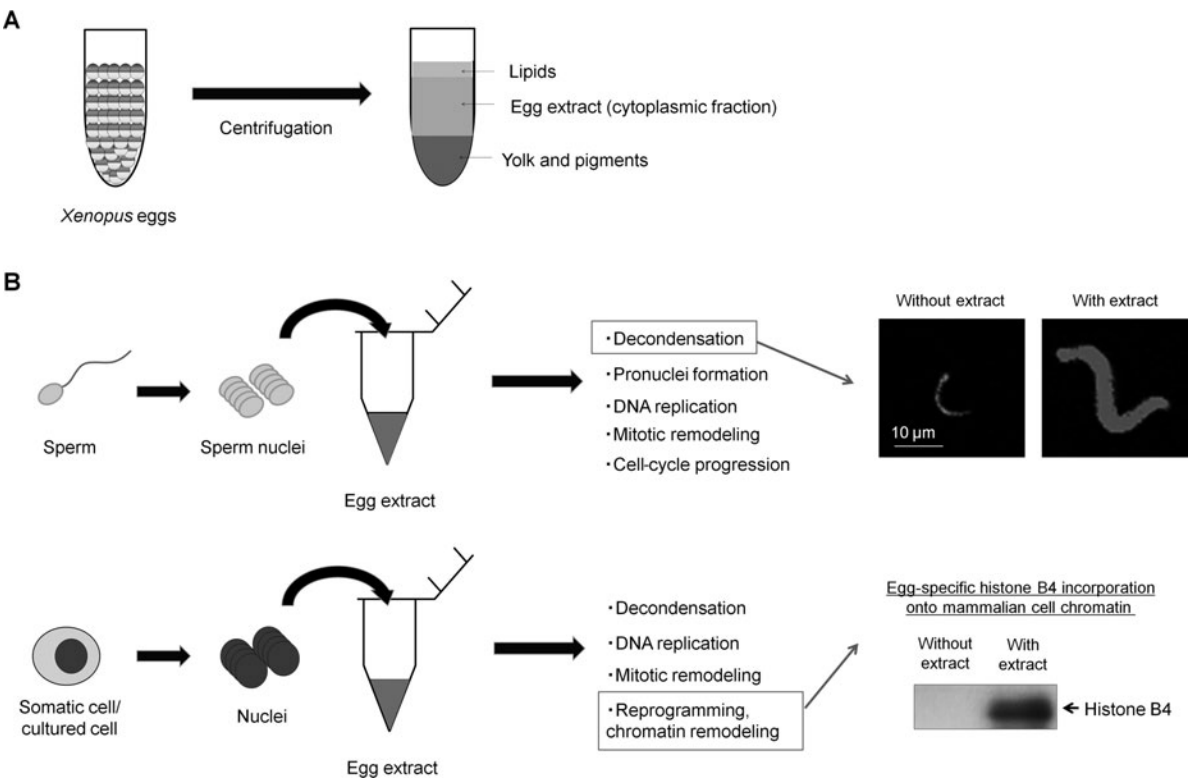 A
Lipids
Egg extract (cytoplasmic fraction)
Centrifugation
Yolk and pigments
Xenopus eggs
B
Without extract
With extract
・Decondensation
・Pronuclei formation
・DNA replication
・Mitotic remodeling
・Cell-cycle progression
10 µm
Sperm
Sperm nuclei
Egg extract
Egg-specific histone B4 incorporation
onto mammalian cell chromatin
・Decondensation
・DNA replication
・Mitotic remodeling
・Reprogramming,
chromatin remodeling
Without
extract
With
extract
Histone B4
Somatic cell/
cultured cell
Nuclei
Egg extract